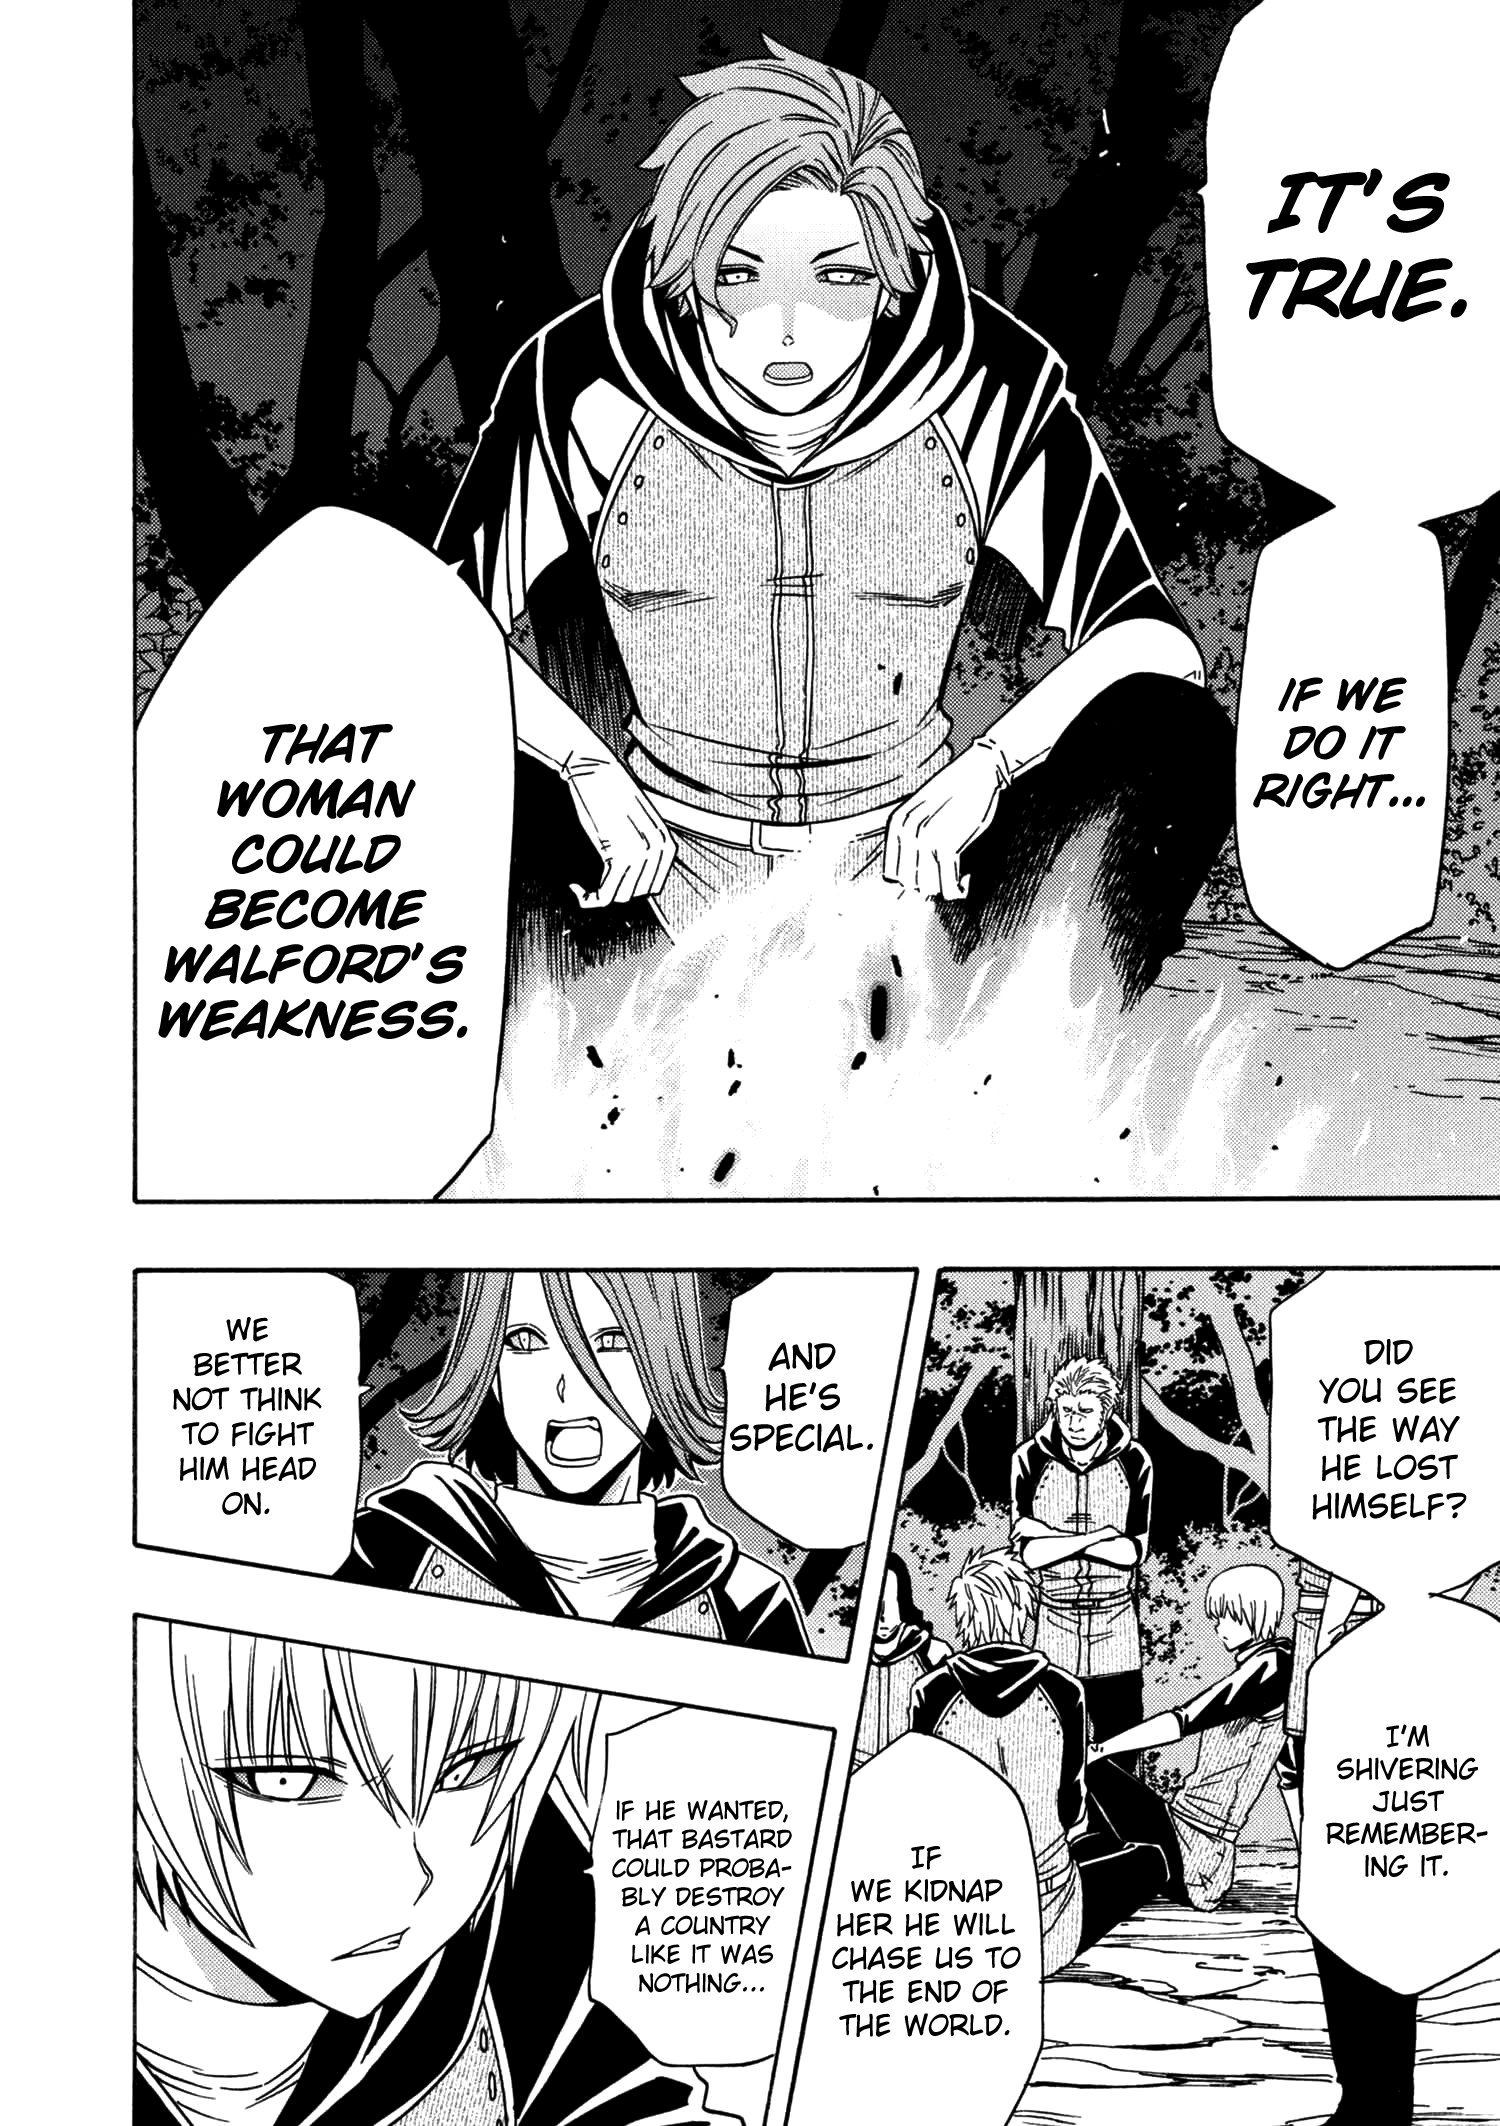 IT'S
TRUE.
IF WE
DO IT
RIGHT...
THAT
WOMAN
COULD
BECOME
WALFORD'S
WEAKNESS.
DID
YOU SEE
THE WAY
HE LOST
HIMSELF?
I'M
SHIVERING
JUST
REMEMBER-
ING IT.
IF
WE KIDNAP
HER HE WILL
CHASE US TO
THE END OF
THE WORLD.
AND
HE'S
SPECIAL.
WE
BETTER
NOT THINK
TO FIGHT
HIM HEAD
ON.
IF HE WANTED,
THAT BASTARD
COULD PROBA-
BLY DESTROY
A COUNTRY
LIKE IT WAS
NOTHING...